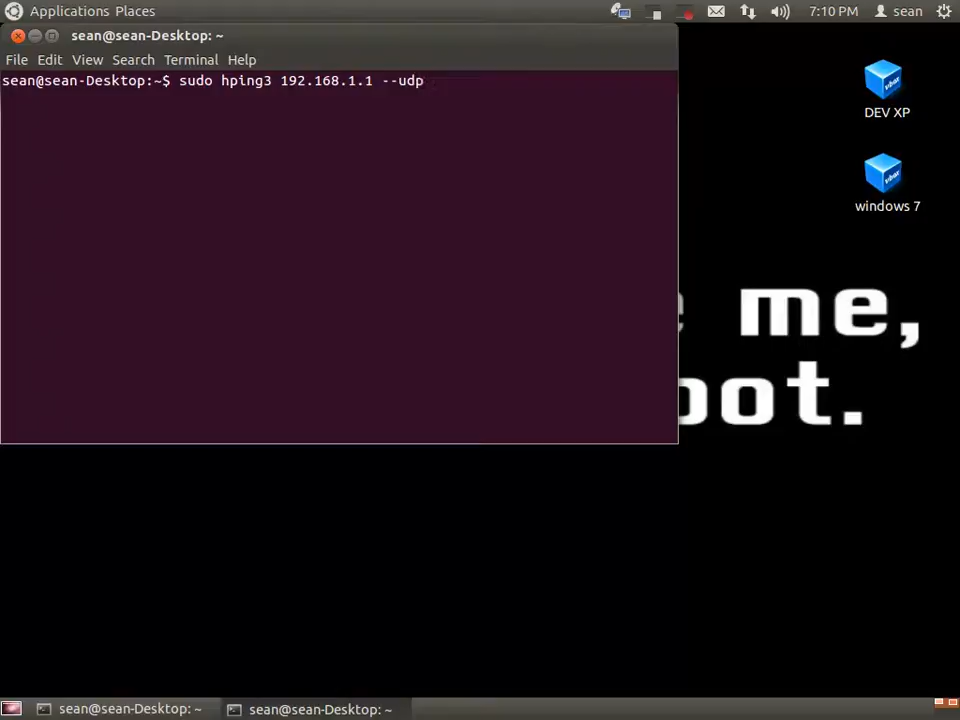 Applications Places
7:10 PM sean
sean@sean-Desktop: ~
File Edit View Search Terminal Help
sean@sean-Desktop:~$ sudo hping3 192.168.1.1 --udp
DEV XP
windows 7
me,
oot.
sean@sean-Desktop: ~ sean@sean-Desktop: ~